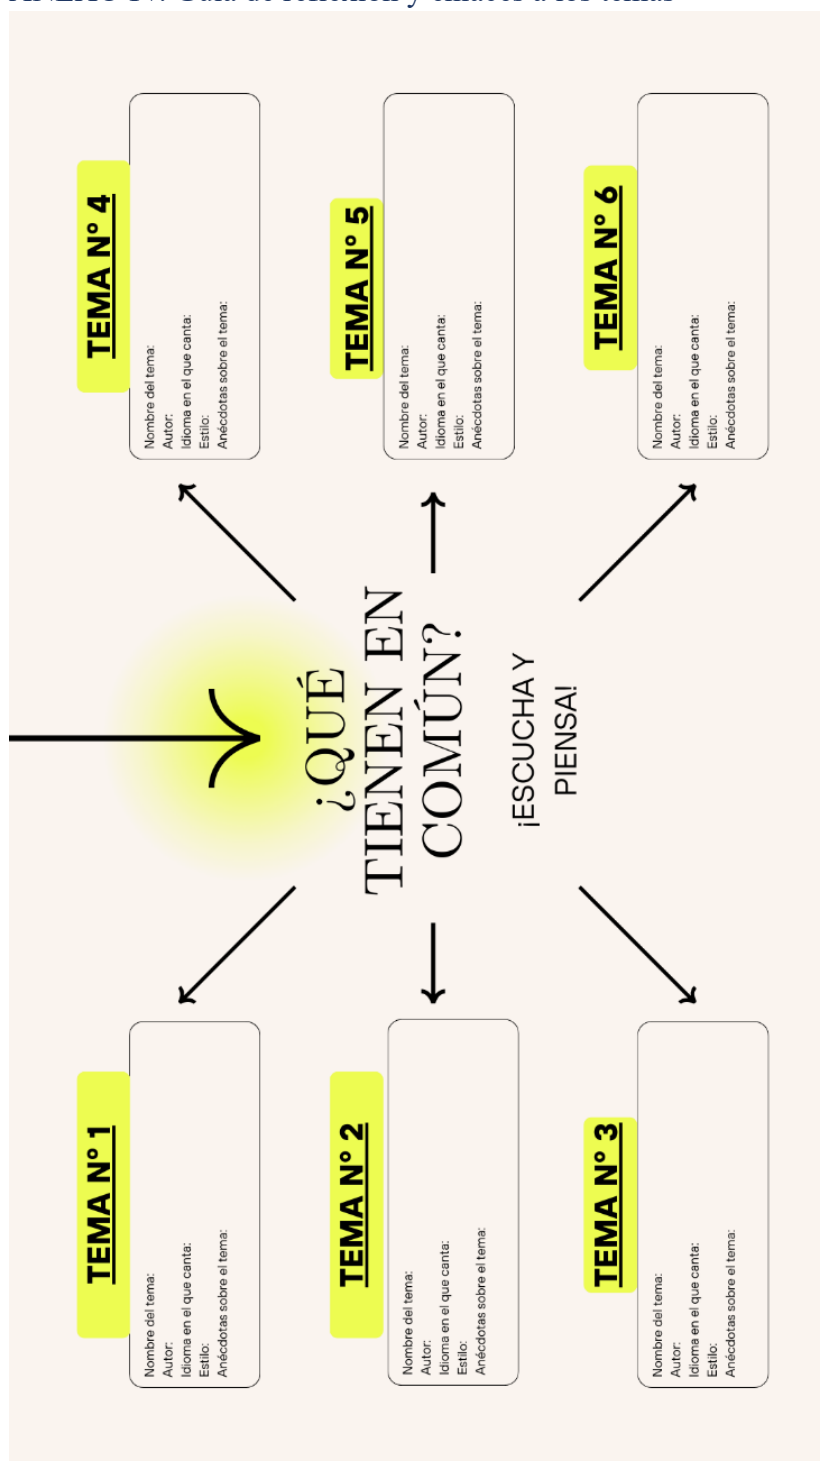 ANEXO IV: Guía de reflexión y enlaces a los temas
¿QUÉ
TIENEN EN
COMÚN?
¡ESCUCHA Y
PIENSA!
TEMA N° 1
Nombre del tema:
Autor:
Idioma en el que canta:
Estilo:
Anécdotas sobre el tema:
TEMA N° 2
Nombre del tema:
Autor:
Idioma en el que canta:
Estilo:
Anécdotas sobre el tema:
TEMA N° 3
Nombre del tema:
Autor:
Idioma en el que canta:
Estilo:
Anécdotas sobre el tema:
TEMA N° 4
Nombre del tema:
Autor:
Idioma en el que canta:
Estilo:
Anécdotas sobre el tema:
TEMA N° 5
Nombre del tema:
Autor:
Idioma en el que canta:
Estilo:
Anécdotas sobre el tema:
TEMA N° 6
Nombre del tema:
Autor:
Idioma en el que canta:
Estilo:
Anécdotas sobre el tema: